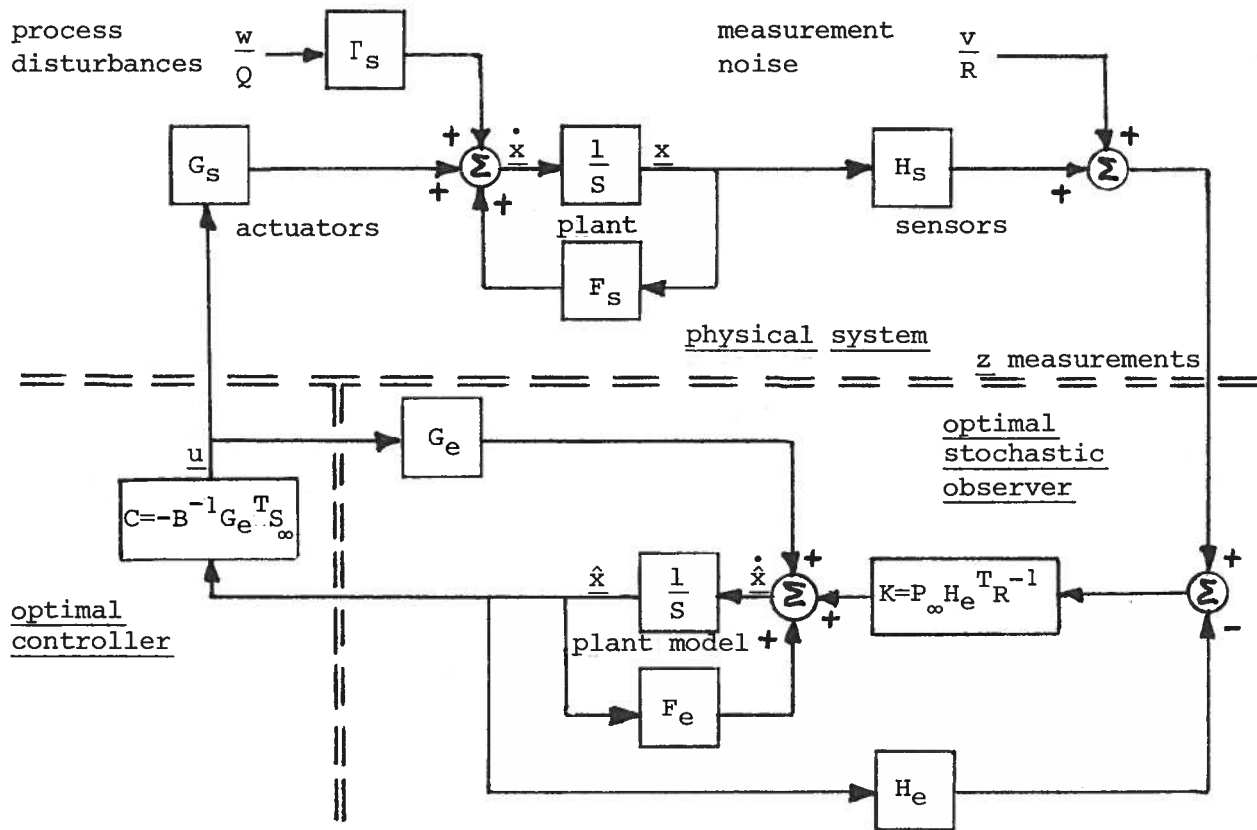 process
disturbances
w
Q
Γs
measurement
noise
v
R
Gs
actuators
+
+
+
Σ
ẋ
1
S
x
plant
Fs
Hs
sensors
+
+
Σ
physical system
z measurements
u
Ge
optimal
stochastic
observer
C=-B⁻¹GeᵀS∞
optimal
controller
x̂
1
S
x̂̇
plant model
+
+
+
Σ
K=P∞HeᵀR⁻¹
+
-
Σ
Fe
He